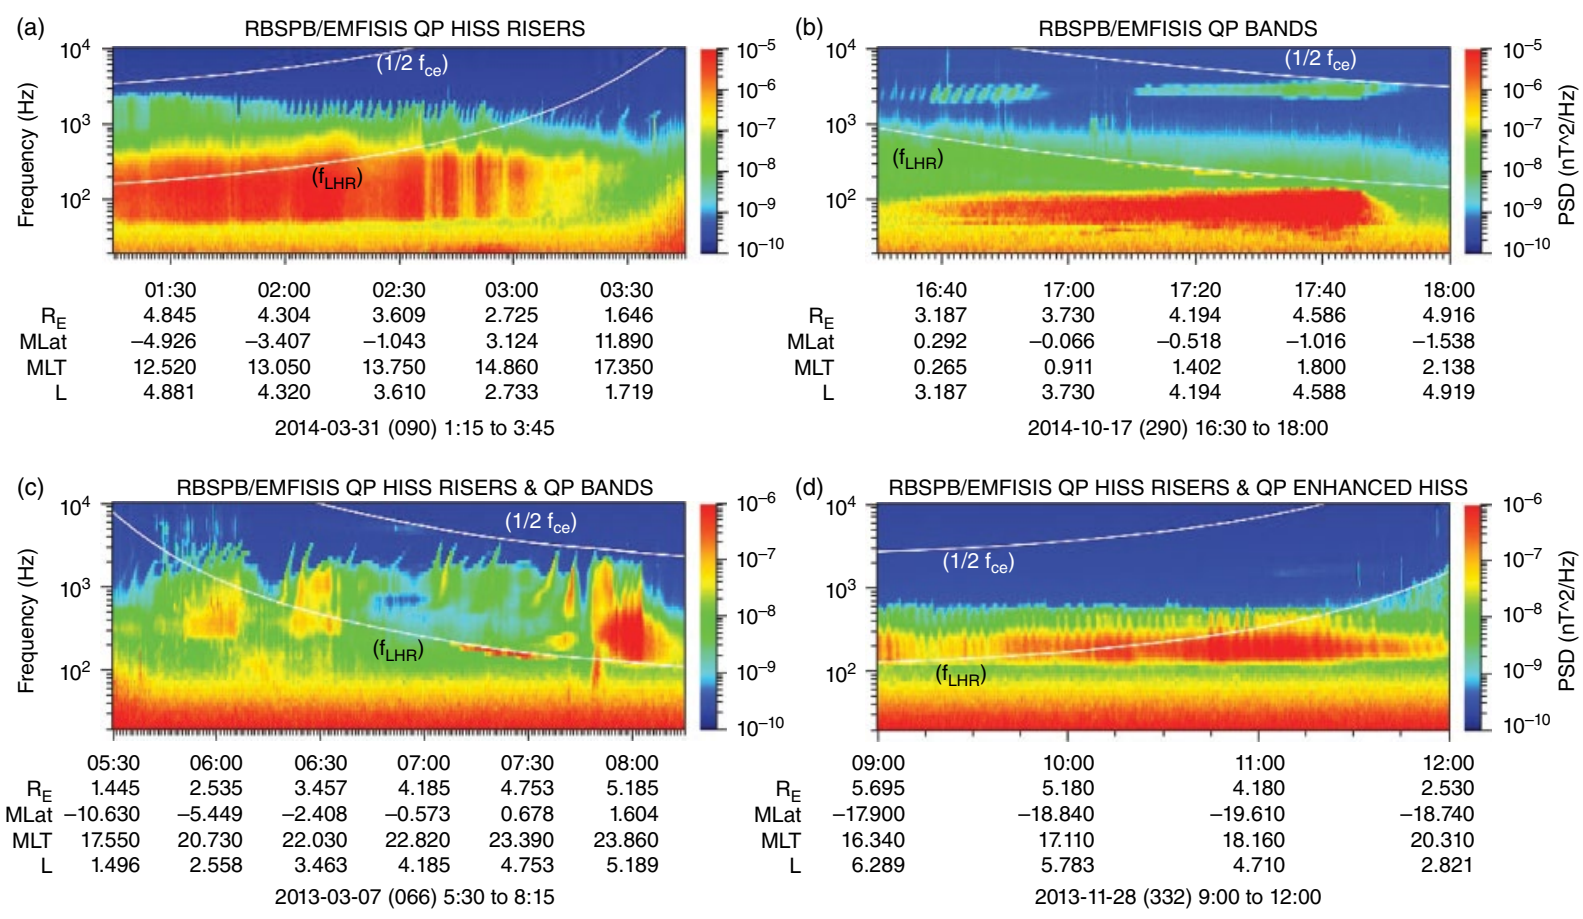 (a) RBSPB/EMFISIS QP HISS RISERS
Frequency (Hz)
10^4
10^3
10^2
(1/2 f_ce)
(f_LHR)
10^–5
10^–6
10^–7
10^–8
10^–9
10^–10
01:30 02:00 02:30 03:00 03:30
R_E 4.845 4.304 3.609 2.725 1.646
MLat –4.926 –3.407 –1.043 3.124 11.890
MLT 12.520 13.050 13.750 14.860 17.350
L 4.881 4.320 3.610 2.733 1.719
2014-03-31 (090) 1:15 to 3:45
(b) RBSPB/EMFISIS QP BANDS
10^4
10^3
10^2
(1/2 f_ce)
(f_LHR)
10^–5
10^–6
10^–7
10^–8
10^–9
10^–10
PSD (nT^2/Hz)
16:40 17:00 17:20 17:40 18:00
R_E 3.187 3.730 4.194 4.586 4.916
MLat 0.292 –0.066 –0.518 –1.016 –1.538
MLT 0.265 0.911 1.402 1.800 2.138
L 3.187 3.730 4.194 4.588 4.919
2014-10-17 (290) 16:30 to 18:00
(c) RBSPB/EMFISIS QP HISS RISERS & QP BANDS
Frequency (Hz)
10^4
10^3
10^2
(1/2 f_ce)
(f_LHR)
10^–6
10^–7
10^–8
10^–9
10^–10
05:30 06:00 06:30 07:00 07:30 08:00
R_E 1.445 2.535 3.457 4.185 4.753 5.185
MLat –10.630 –5.449 –2.408 –0.573 0.678 1.604
MLT 17.550 20.730 22.030 22.820 23.390 23.860
L 1.496 2.558 3.463 4.185 4.753 5.189
2013-03-07 (066) 5:30 to 8:15
(d) RBSPB/EMFISIS QP HISS RISERS & QP ENHANCED HISS
10^4
10^3
10^2
(1/2 f_ce)
(f_LHR)
10^–6
10^–7
10^–8
10^–9
10^–10
PSD (nT^2/Hz)
09:00 10:00 11:00 12:00
R_E 5.695 5.180 4.180 2.530
MLat –17.900 –18.840 –19.610 –18.740
MLT 16.340 17.110 18.160 20.310
L 6.289 5.783 4.710 2.821
2013-11-28 (332) 9:00 to 12:00